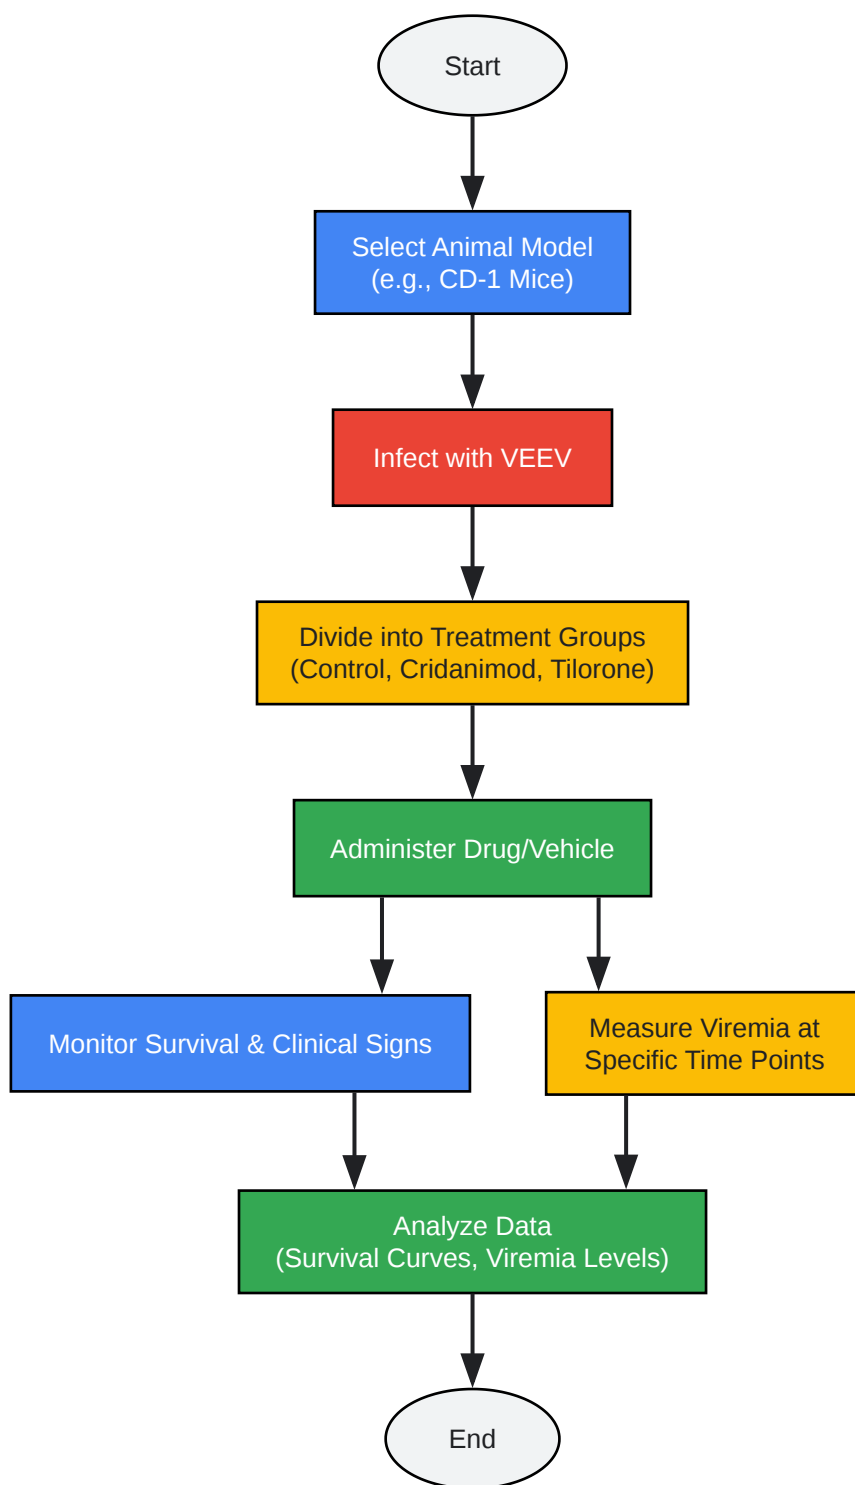 Start
Select Animal Model
(e.g., CD-1 Mice)
Infect with VEEV
Divide into Treatment Groups
(Control, Cridanimod, Tilorone)
Administer Drug/Vehicle
Monitor Survival & Clinical Signs
Measure Viremia at
Specific Time Points
Analyze Data
(Survival Curves, Viremia Levels)
End